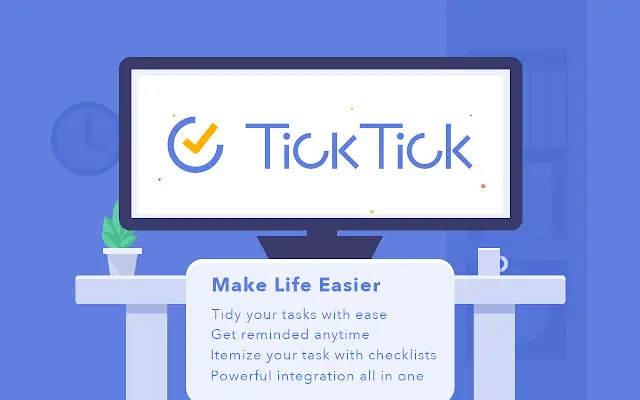 TickTick
Make Life Easier
Tidy your tasks with ease
Get reminded anytime
Itemize your task with checklists
Powerful integration all in one